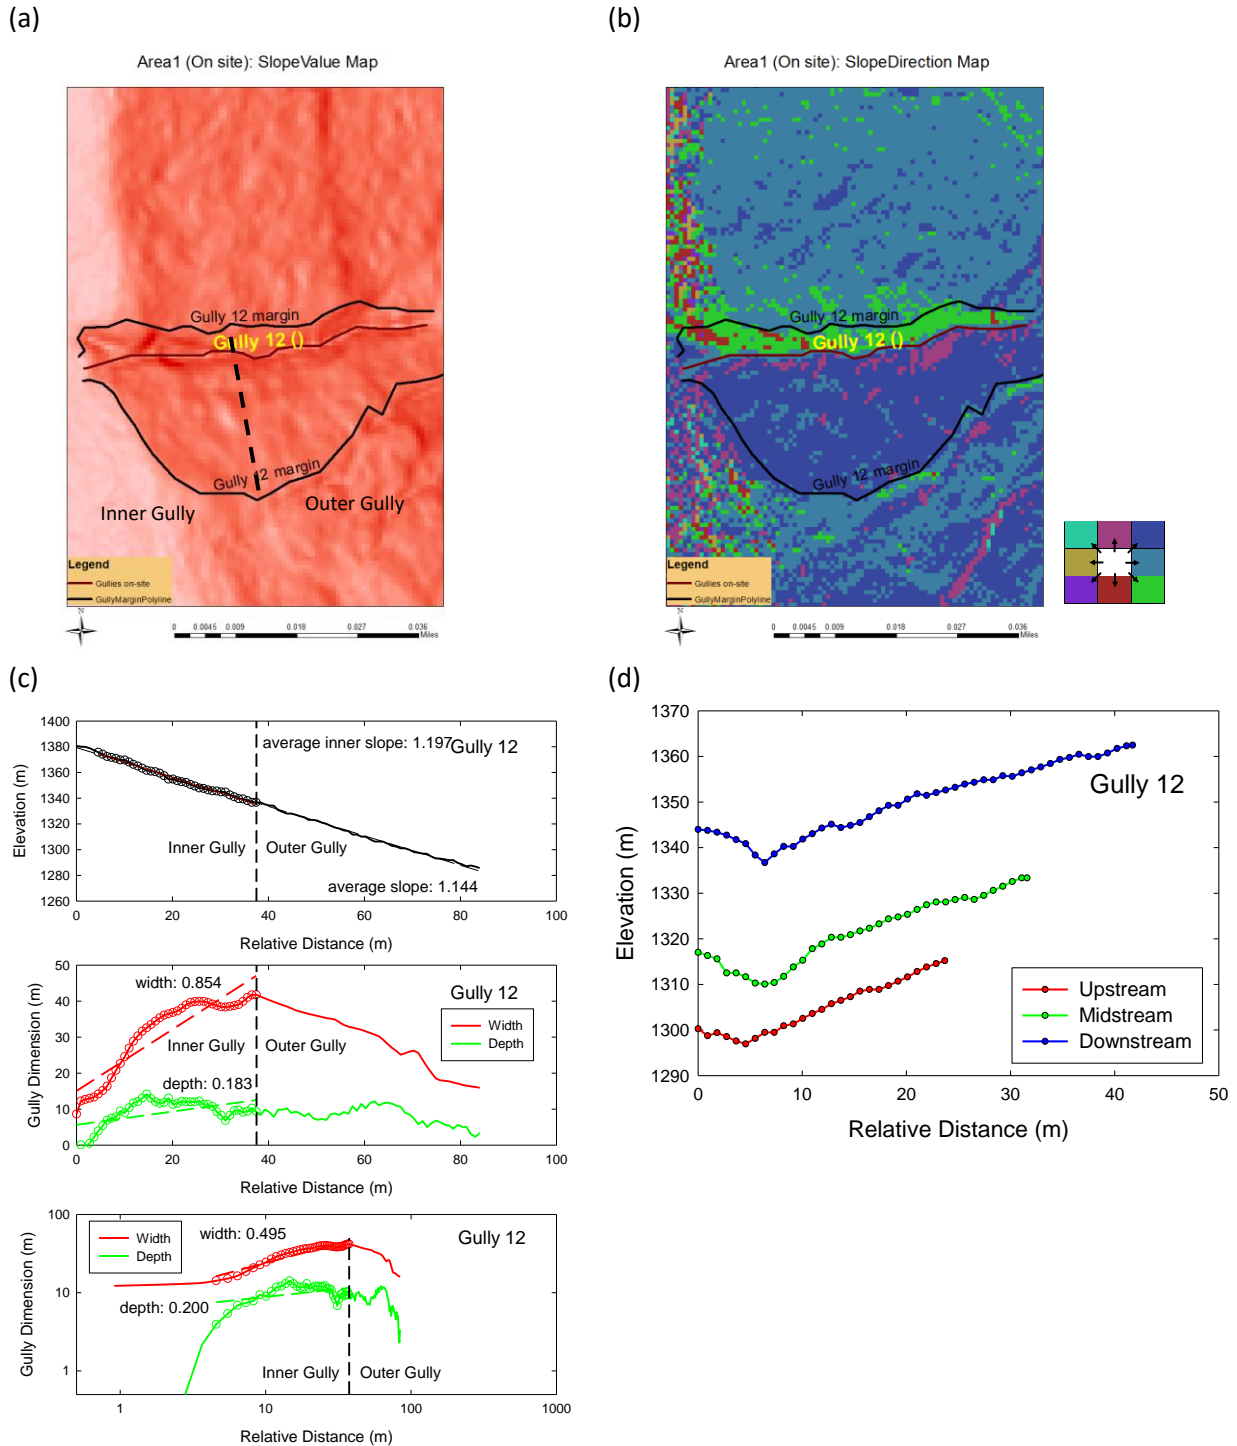 (a)
Area1 (On site): SlopeValue Map
Gully 12 margin
Gully 12 ()
Gully 12 margin
Inner Gully
Outer Gully
Legend
Gullies on-site
GullyMarginPolyline
N
0 0.0045 0.009 0.018 0.027 0.036
Miles
(b)
Area1 (On site): SlopeDirection Map
Gully 12 margin
Gully 12 ()
Gully 12 margin
Legend
Gullies on-site
GullyMarginPolyline
N
0 0.0045 0.009 0.018 0.027 0.036
Miles
(c)
Elevation (m)
1400
1380
1360
1340
1320
1300
1280
1260
average inner slope: 1.197
Gully 12
Inner Gully
Outer Gully
average slope: 1.144
0 20 40 60 80 100
Relative Distance (m)
Gully Dimension (m)
50
40
30
20
10
0
width: 0.854
Gully 12
Width
Depth
Inner Gully
Outer Gully
depth: 0.183
0 20 40 60 80 100
Relative Distance (m)
Gully Dimension (m)
100
10
1
Width
Depth
width: 0.495
Gully 12
depth: 0.200
Inner Gully
Outer Gully
1 10 100 1000
Relative Distance (m)
(d)
Elevation (m)
1370
1360
1350
1340
1330
1320
1310
1300
1290
Gully 12
Upstream
Midstream
Downstream
0 10 20 30 40 50
Relative Distance (m)